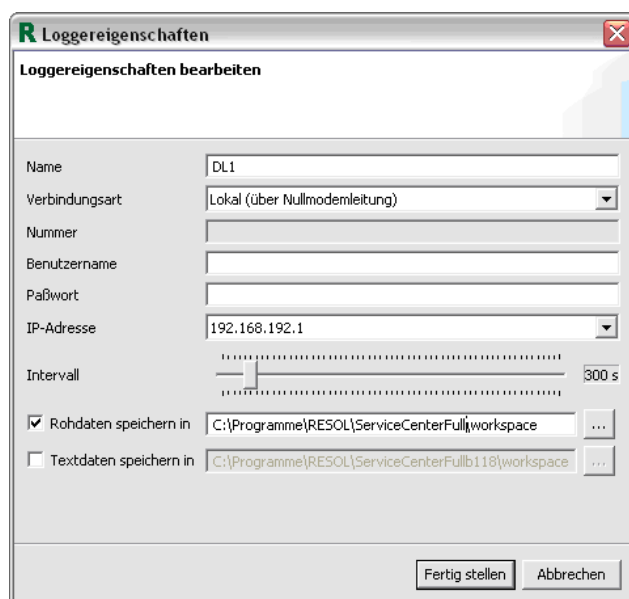 R Loggereigenschaften
Loggereigenschaften bearbeiten
Name DL1
Verbindungsart Lokal (über Nullmodemleitung)
Nummer
Benutzername
Paßwort
IP-Adresse 192.168.192.1
Intervall 300 s
Rohdaten speichern in C:\Programme\RESOL\ServiceCenterFull\workspace ...
Textdaten speichern in C:\Programme\RESOL\ServiceCenterFullb118\workspace ...
Fertig stellen Abbrechen